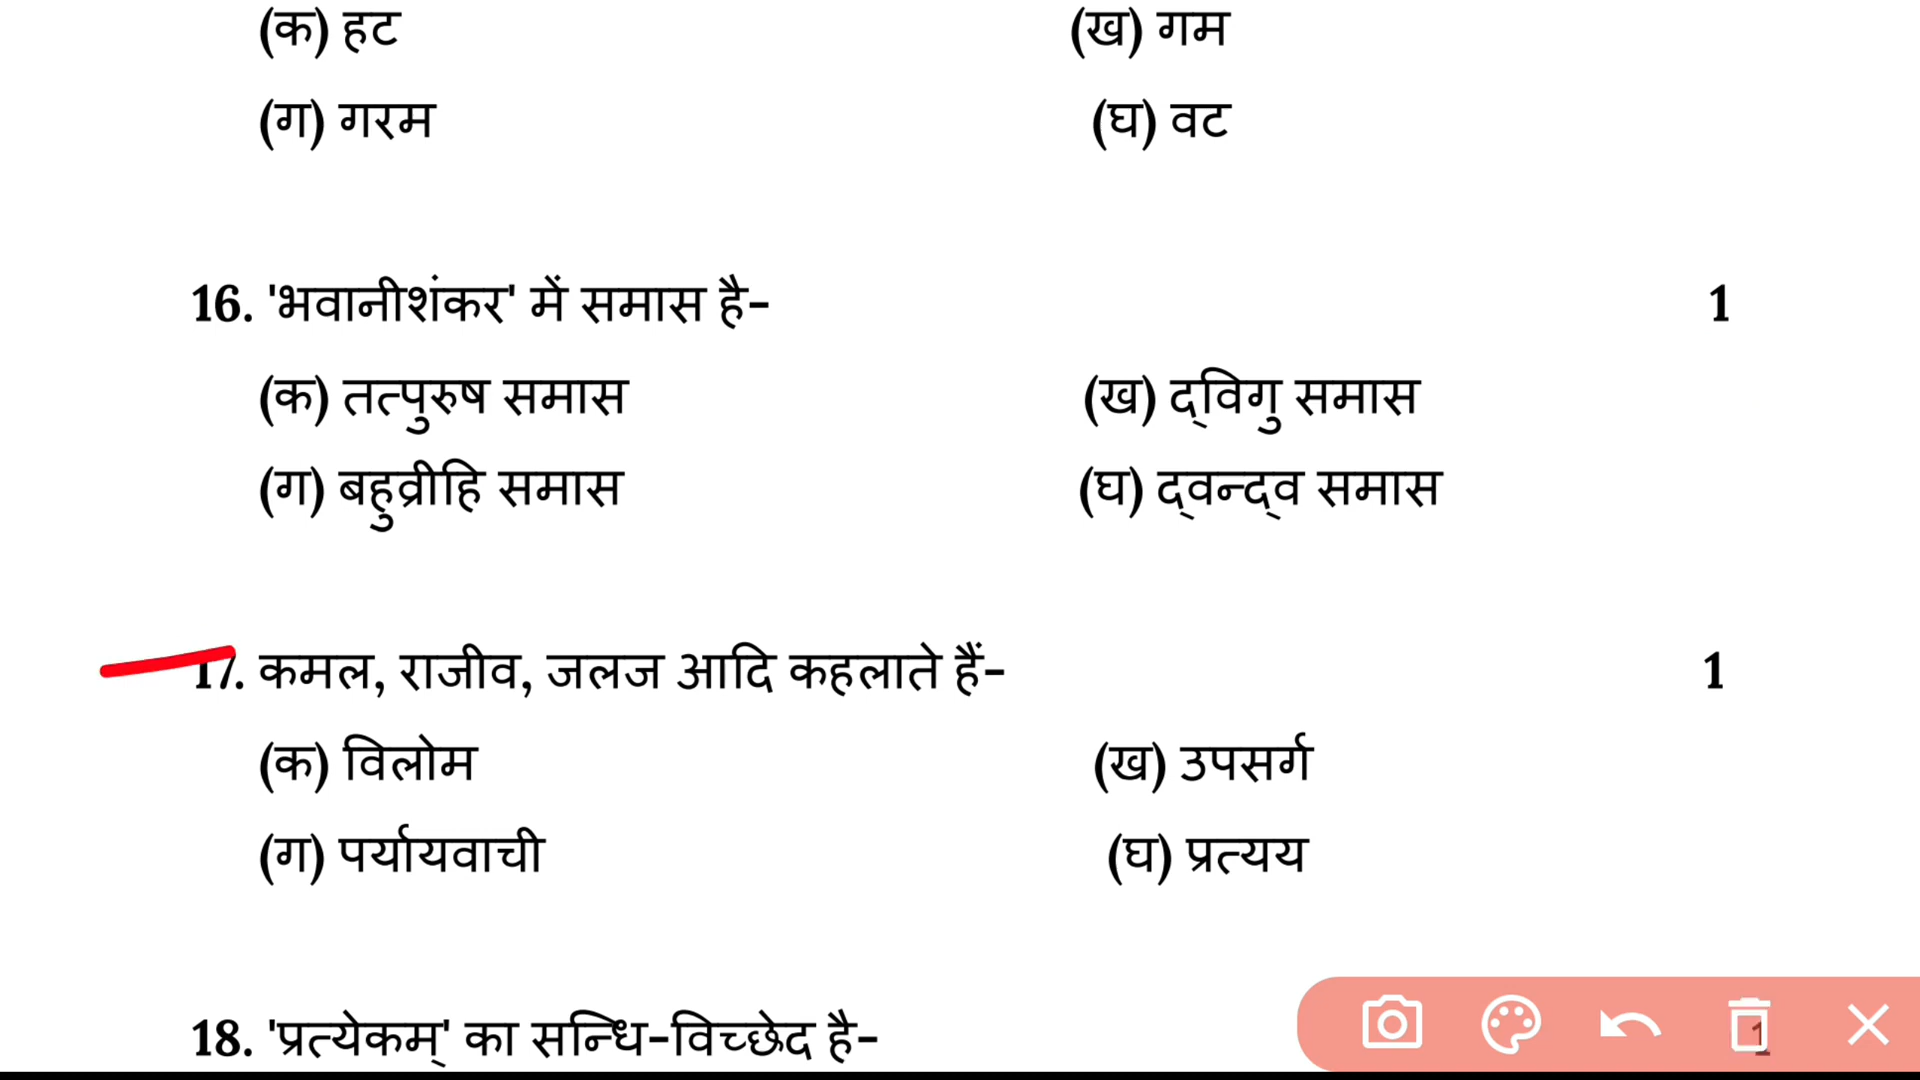 (क) हट (ख) गम
(ग) गरम (घ) वट
16. 'भवानीशंकर' में समास है- 1
(क) तत्पुरुष समास (ख) द्‌विगु समास
(ग) बहुव्रीहि समास (घ) द्‌वन्द्‌व समास
17. कमल, राजीव, जलज आदि कहलाते हैं- 1
(क) विलोम (ख) उपसर्ग
(ग) पर्यायवाची (घ) प्रत्यय
18. 'प्रत्येकम्' का सन्धि-विच्छेद है- 1